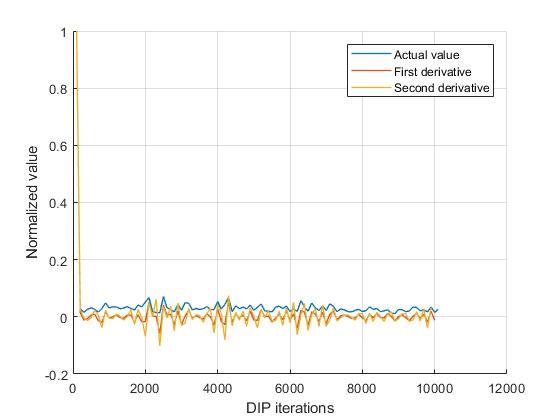 1
0.8
0.6
0.4
0.2
0
-0.2
Normalized value
Actual value
First derivative
Second derivative
0 2000 4000 6000 8000 10000 12000
DIP iterations